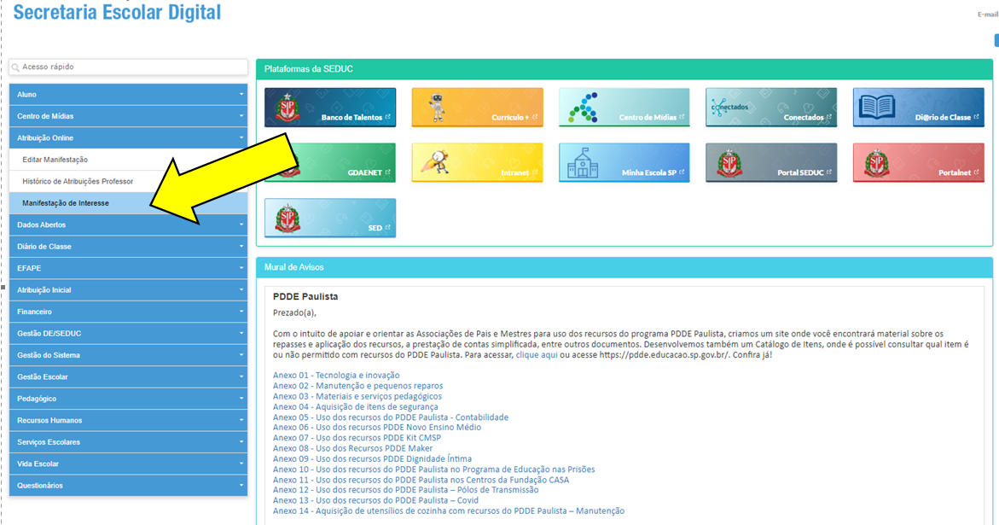 Secretaria Escolar Digital
E-mail
Acesso rápido
Aluno
Centro de Mídias
Atribuição Online
Editar Manifestação
Histórico de Atribuições Professor
Manifestação de Interesse
Dados Abertos
Diário de Classe
EFAPE
Atribuição Inicial
Financeiro
Gestão DE/SEDUC
Gestão do Sistema
Gestão Escolar
Pedagógico
Recursos Humanos
Serviços Escolares
Vida Escolar
Questionários
Plataformas da SEDUC
SP Banco de Talentos
Currículo +
Centro de Mídias
conectados Conectados
Di@rio de Classe
GDAENET
Intranet
Minha Escola SP
SP Portal SEDUC
SP Portalnet
SP SED
Mural de Avisos
PDDE Paulista
Prezado(a),
Com o intuito de apoiar e orientar as Associações de Pais e Mestres para uso dos recursos do programa PDDE Paulista, criamos um site onde você encontrará material sobre os
repasses e aplicação dos recursos, a prestação de contas simplificada, entre outros documentos. Desenvolvemos também um Catálogo de Itens, onde é possível consultar qual item é
ou não permitido com recursos do PDDE Paulista. Para acessar, clique aqui ou acesse https://pdde.educacao.sp.gov.br/. Confira já!
Anexo 01 - Tecnologia e inovação
Anexo 02 - Manutenção e pequenos reparos
Anexo 03 - Materiais e serviços pedagógicos
Anexo 04 - Aquisição de itens de segurança
Anexo 05 - Uso dos recursos do PDDE Paulista - Contabilidade
Anexo 06 - Uso dos recursos PDDE Novo Ensino Médio
Anexo 07 - Uso dos recursos PDDE Kit CMSP
Anexo 08 - Uso dos Recursos PDDE Maker
Anexo 09 - Uso dos recursos PDDE Dignidade Íntima
Anexo 10 - Uso dos recursos do PDDE Paulista no Programa de Educação nas Prisões
Anexo 11 - Uso dos recursos do PDDE Paulista nos Centros da Fundação CASA
Anexo 12 - Uso dos recursos do PDDE Paulista – Pólos de Transmissão
Anexo 13 - Uso dos recursos do PDDE Paulista – Covid
Anexo 14 - Aquisição de utensílios de cozinha com recursos do PDDE Paulista – Manutenção